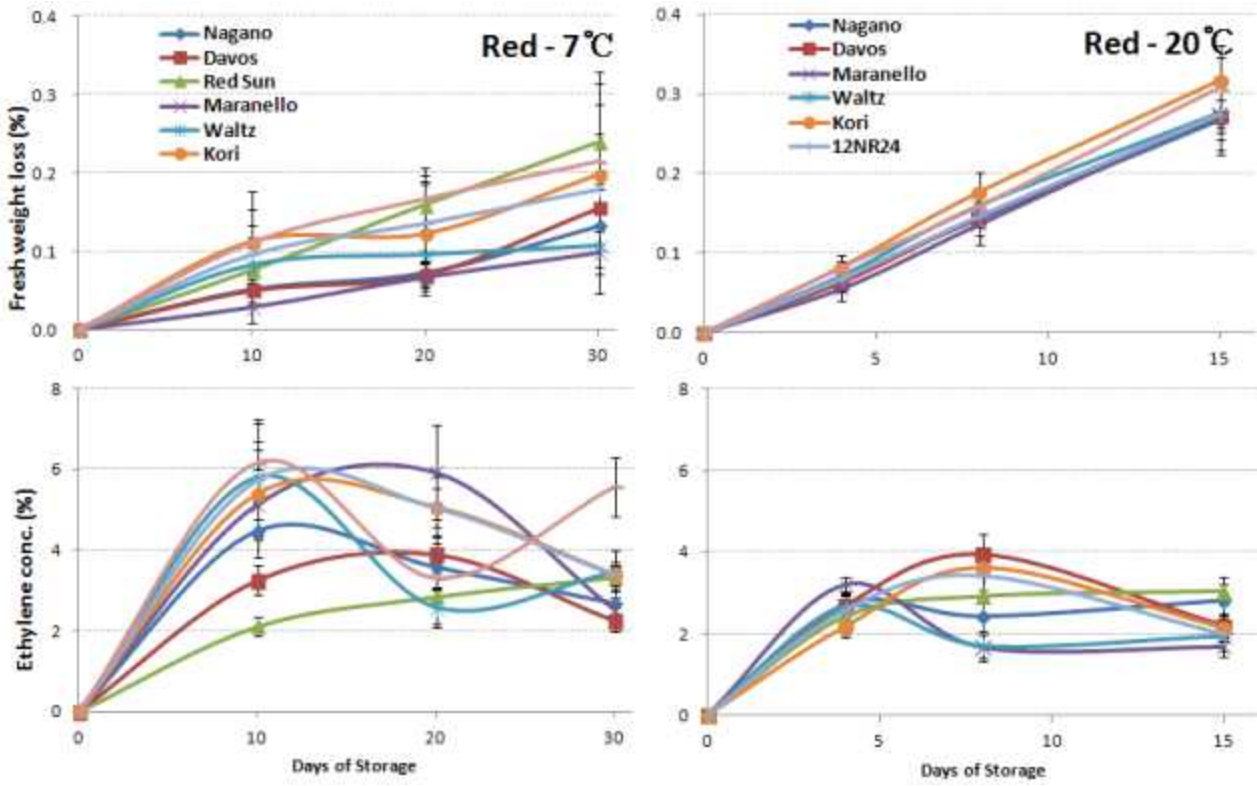 Red - 7℃
Fresh weight loss (%)
0.4
0.3
0.2
0.1
0.0
Nagano
Davos
Red Sun
Maranello
Waltz
Kori
0
10
20
30
Red - 20℃
0.4
0.3
0.2
0.1
0.0
Nagano
Davos
Maranello
Waltz
Kori
12NR24
0
5
10
15
Ethylene conc. (%)
8
6
4
2
0
0
10
20
30
Days of Storage
8
6
4
2
0
0
5
10
15
Days of Storage